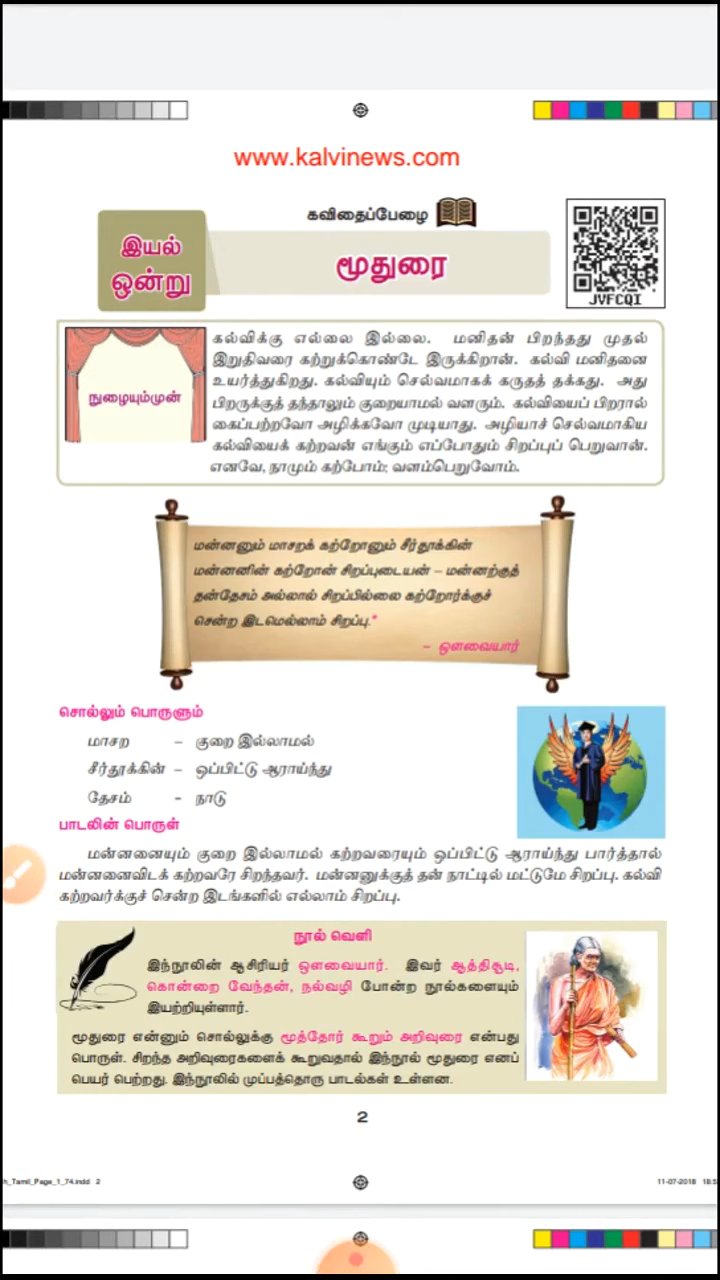 www.kalvinews.com
கவிதைப்பேழை
இயல்
ஒன்று
மூதுரை
JVFCQI
நுழையும்முன்
கல்விக்கு எல்லை இல்லை. மனிதன் பிறந்தது முதல்
இறுதிவரை கற்றுக்கொண்டே இருக்கிறான். கல்வி மனிதனை
உயர்த்துகிறது. கல்வியும் செல்வமாகக் கருதத் தக்கது. அது
பிறருக்குத் தந்தாலும் குறையாமல் வளரும். கல்வியைப் பிறரால்
கைப்பற்றவோ அழிக்கவோ முடியாது. அழியாச் செல்வமாகிய
கல்வியைக் கற்றவன் எங்கும் எப்போதும் சிறப்புப் பெறுவான்.
எனவே, நாமும் கற்போம்; வளம்பெறுவோம்.
மன்னனும் மாசறக் கற்றோனும் சீர்தூக்கின்
மன்னனின் கற்றோன் சிறப்புடையன் – மன்னற்குத்
தன்தேசம் அல்லால் சிறப்பில்லை கற்றோர்க்குச்
சென்ற இடமெல்லாம் சிறப்பு.*
– ஔவையார்
சொல்லும் பொருளும்
மாசற – குறை இல்லாமல்
சீர்தூக்கின் – ஒப்பிட்டு ஆராய்ந்து
தேசம் - நாடு
பாடலின் பொருள்
மன்னனையும் குறை இல்லாமல் கற்றவரையும் ஒப்பிட்டு ஆராய்ந்து பார்த்தால்
மன்னனைவிடக் கற்றவரே சிறந்தவர். மன்னனுக்குத் தன் நாட்டில் மட்டுமே சிறப்பு. கல்வி
கற்றவர்க்குச் சென்ற இடங்களில் எல்லாம் சிறப்பு.
நூல் வெளி
இந்நூலின் ஆசிரியர் ஔவையார். இவர் ஆத்திசூடி,
கொன்றை வேந்தன், நல்வழி போன்ற நூல்களையும்
இயற்றியுள்ளார்.
மூதுரை என்னும் சொல்லுக்கு மூத்தோர் கூறும் அறிவுரை என்பது
பொருள். சிறந்த அறிவுரைகளைக் கூறுவதால் இந்நூல் மூதுரை எனப்
பெயர் பெற்றது. இந்நூலில் முப்பத்தொரு பாடல்கள் உள்ளன.
2
h_Tamil_Page_1_74.indd 2
11-07-2018 18:5